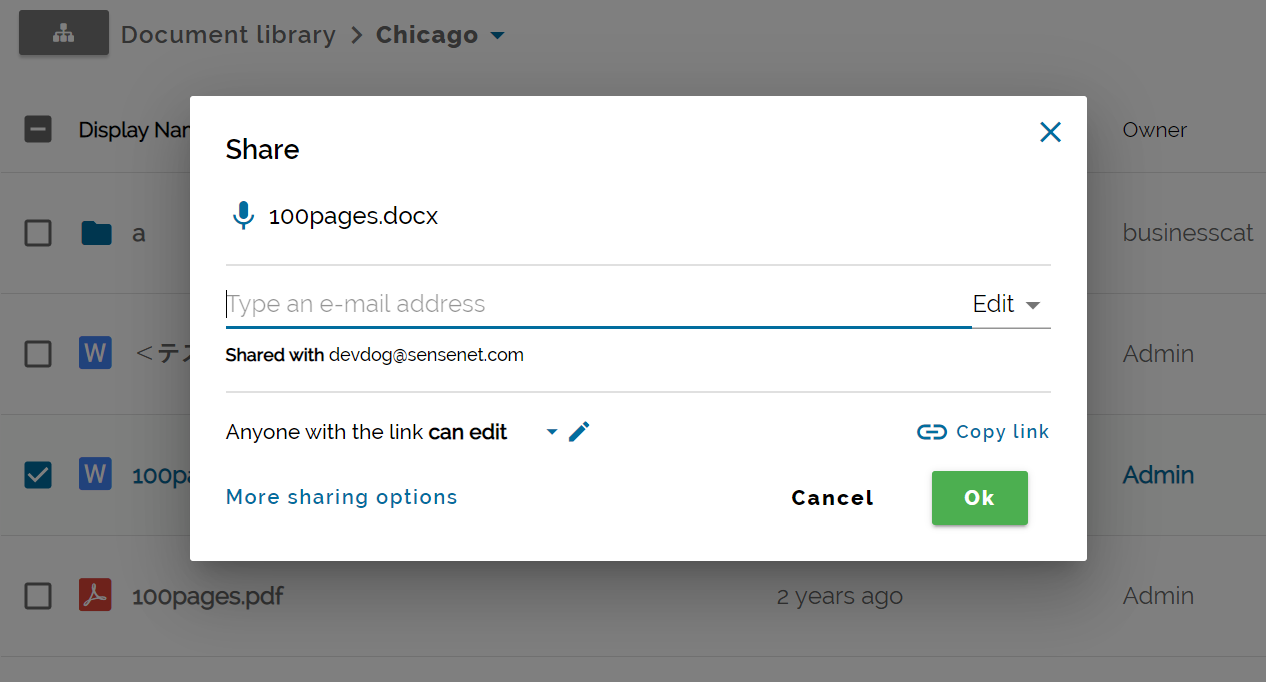 Document library > Chicago
Display Nar
Owner
Share
100pages.docx
a
businesscat
Type an e-mail address
Edit
Shared with devdog@sensenet.com
W
<テス
Admin
Anyone with the link can edit
Copy link
W
100pa
Admin
More sharing options
Cancel
Ok
100pages.pdf
2 years ago
Admin